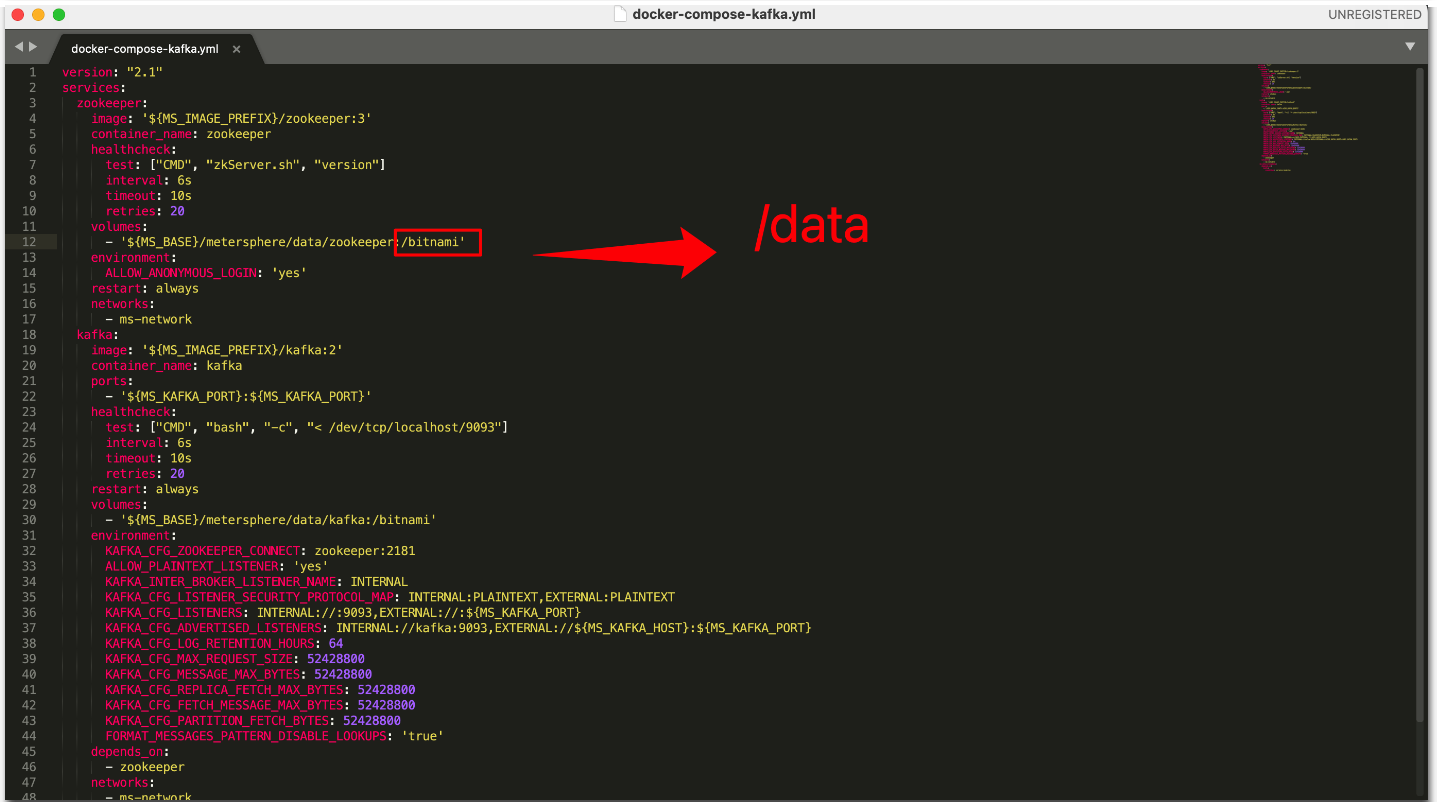 docker-compose-kafka.yml
UNREGISTERED
docker-compose-kafka.yml ×
1 version: "2.1"
2 services:
3 zookeeper:
4 image: '${MS_IMAGE_PREFIX}/zookeeper:3'
5 container_name: zookeeper
6 healthcheck:
7 test: ["CMD", "zkServer.sh", "version"]
8 interval: 6s
9 timeout: 10s
10 retries: 20
11 volumes:
12 - '${MS_BASE}/metersphere/data/zookeeper:/bitnami'
/data
13 environment:
14 ALLOW_ANONYMOUS_LOGIN: 'yes'
15 restart: always
16 networks:
17 - ms-network
18 kafka:
19 image: '${MS_IMAGE_PREFIX}/kafka:2'
20 container_name: kafka
21 ports:
22 - '${MS_KAFKA_PORT}:${MS_KAFKA_PORT}'
23 healthcheck:
24 test: ["CMD", "bash", "-c", "< /dev/tcp/localhost/9093"]
25 interval: 6s
26 timeout: 10s
27 retries: 20
28 restart: always
29 volumes:
30 - '${MS_BASE}/metersphere/data/kafka:/bitnami'
31 environment:
32 KAFKA_CFG_ZOOKEEPER_CONNECT: zookeeper:2181
33 ALLOW_PLAINTEXT_LISTENER: 'yes'
34 KAFKA_INTER_BROKER_LISTENER_NAME: INTERNAL
35 KAFKA_CFG_LISTENER_SECURITY_PROTOCOL_MAP: INTERNAL:PLAINTEXT,EXTERNAL:PLAINTEXT
36 KAFKA_CFG_LISTENERS: INTERNAL://:9093,EXTERNAL://:${MS_KAFKA_PORT}
37 KAFKA_CFG_ADVERTISED_LISTENERS: INTERNAL://kafka:9093,EXTERNAL://${MS_KAFKA_HOST}:${MS_KAFKA_PORT}
38 KAFKA_CFG_LOG_RETENTION_HOURS: 64
39 KAFKA_CFG_MAX_REQUEST_SIZE: 52428800
40 KAFKA_CFG_MESSAGE_MAX_BYTES: 52428800
41 KAFKA_CFG_REPLICA_FETCH_MAX_BYTES: 52428800
42 KAFKA_CFG_FETCH_MESSAGE_MAX_BYTES: 52428800
43 KAFKA_CFG_PARTITION_FETCH_BYTES: 52428800
44 FORMAT_MESSAGES_PATTERN_DISABLE_LOOKUPS: 'true'
45 depends_on:
46 - zookeeper
47 networks:
48 - ms-network